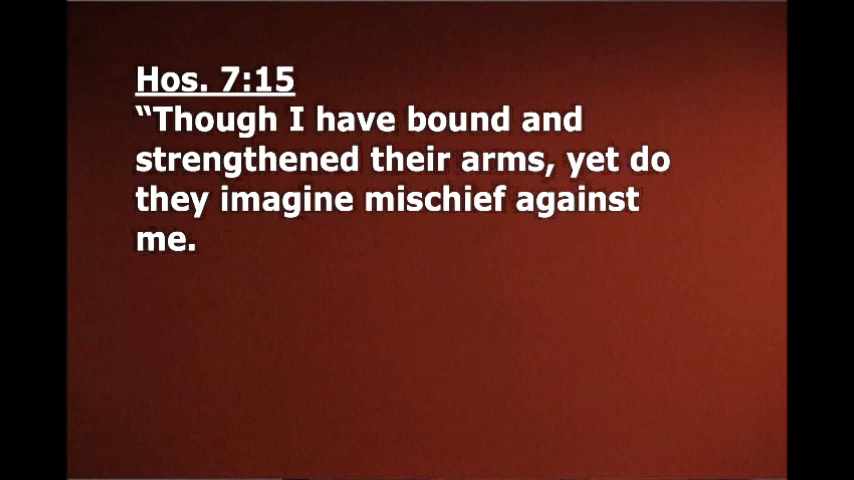 Hos. 7:15
“Though I have bound and
strengthened their arms, yet do
they imagine mischief against
me.